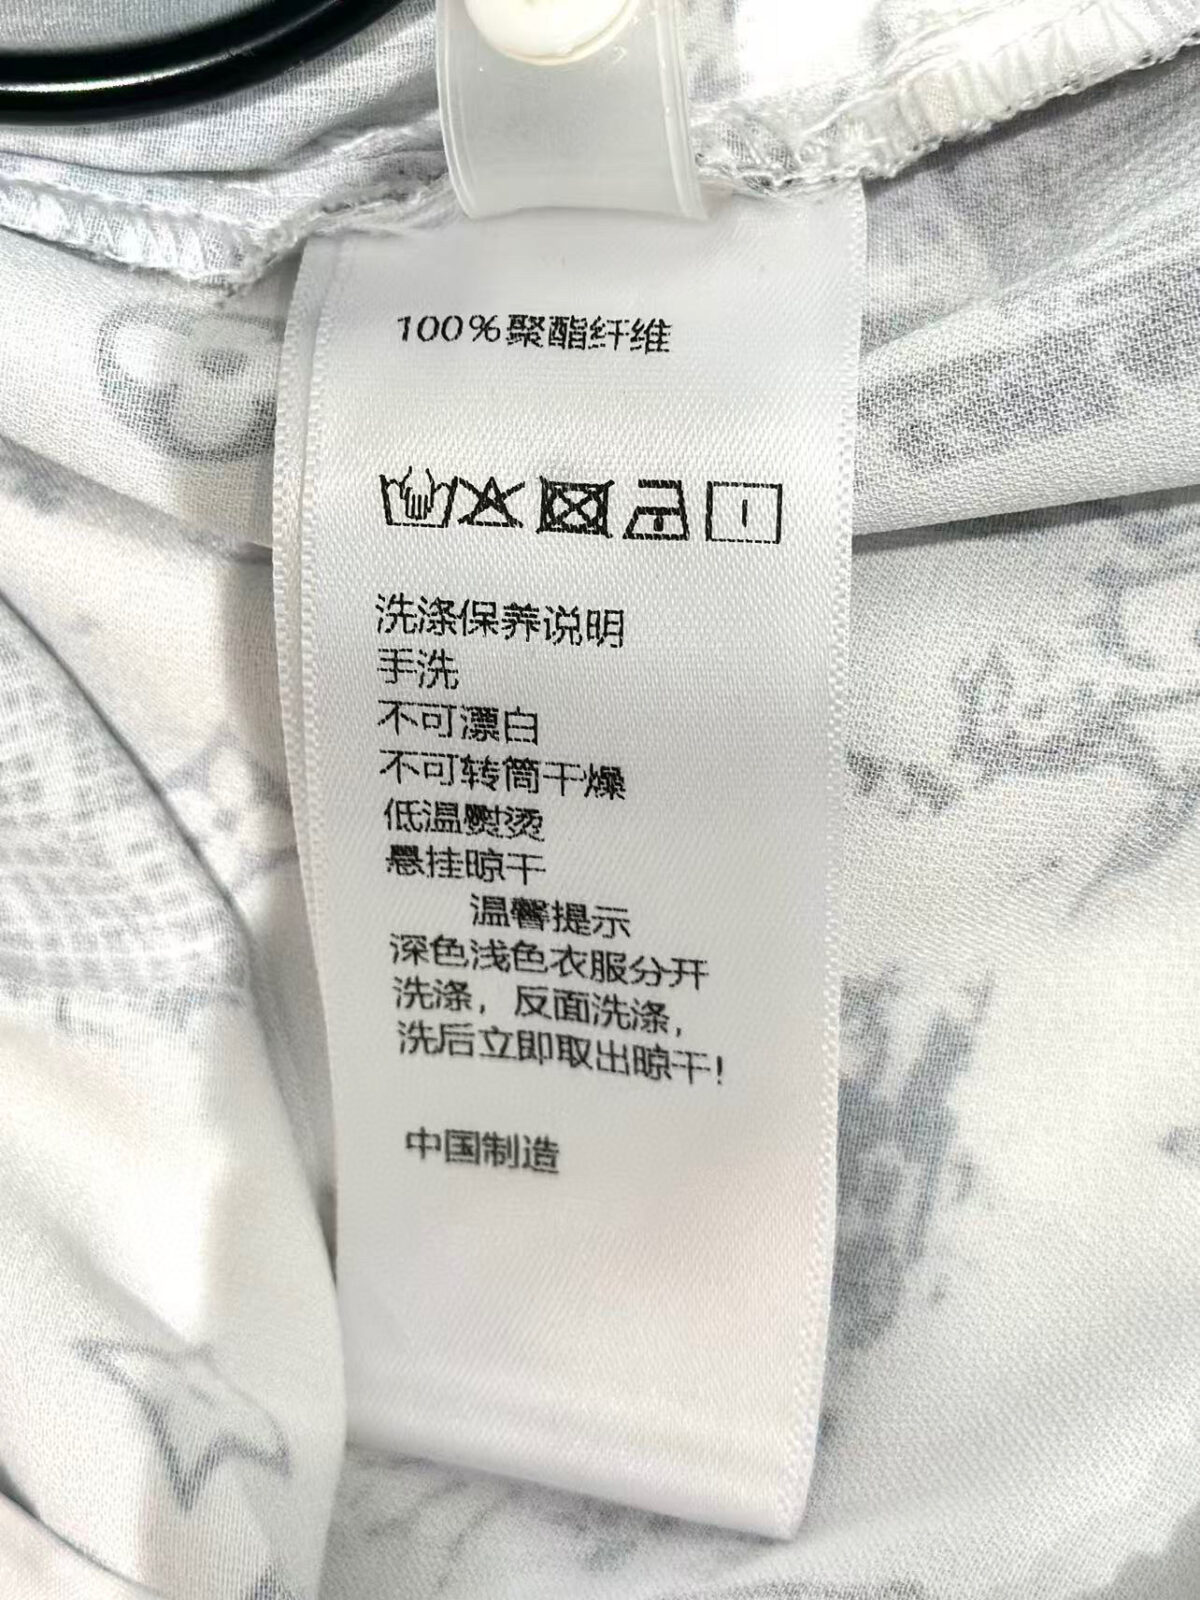 100%聚酯纤维
洗涤保养说明
手洗
不可漂白
不可转筒干燥
低温熨烫
悬挂晾干
温馨提示
深色浅色衣服分开
洗涤，反面洗涤，
洗后立即取出晾干！
中国制造